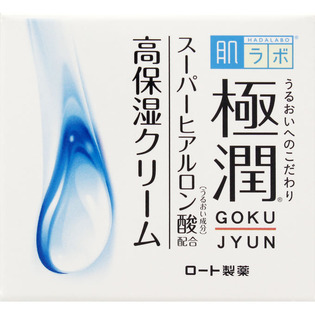 肌ラボ
HADALABO
うるおいへのこだわり
極潤®
GOKU
JYUN
スーパーヒアルロン酸
(うるおい成分)
配合
高保湿クリーム
ロート製薬